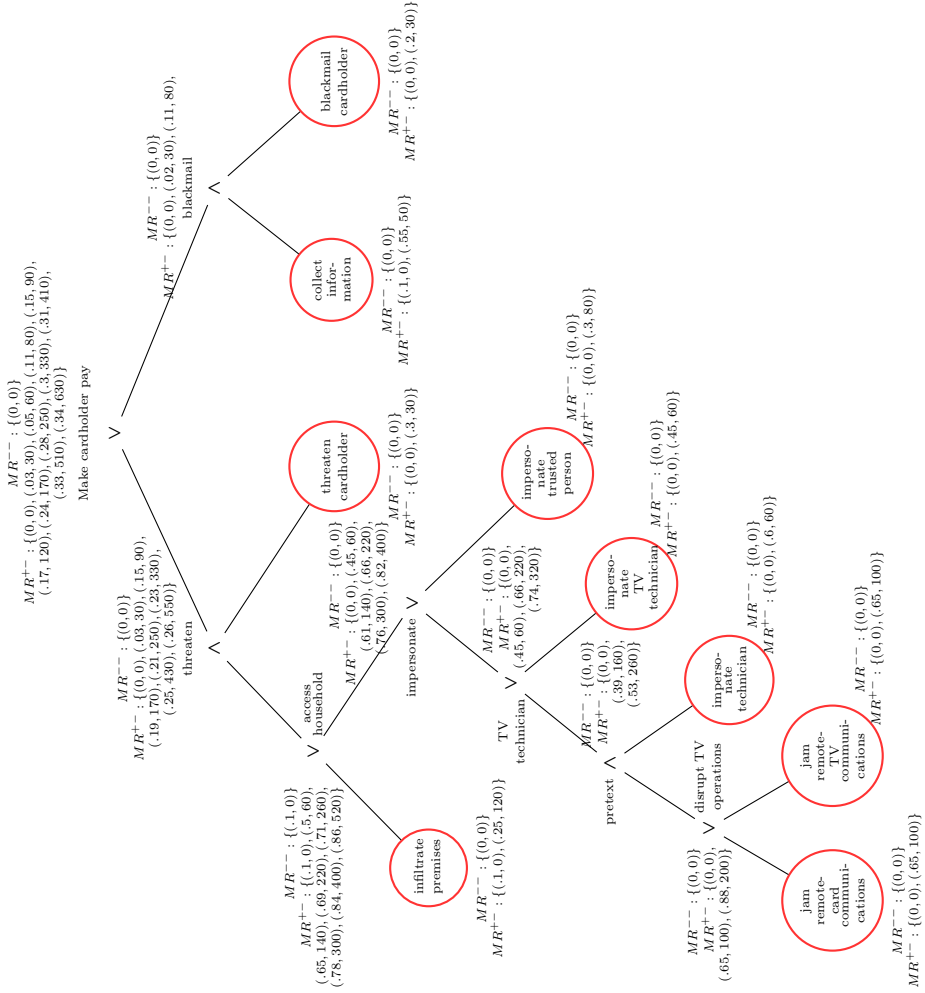 MR⁻⁻ : {(0, 0)}
MR⁺⁻ : {(0, 0), (.03, 30), (.05, 60), (.11, 80), (.15, 90),
(.17, 120), (.24, 170), (.28, 250), (.3, 330), (.31, 410),
(.33, 510), (.34, 630)}
Make cardholder pay
∨
MR⁻⁻ : {(0, 0)}
MR⁺⁻ : {(0, 0), (.03, 30), (.15, 90),
(.19, 170), (.21, 250), (.23, 330),
(.25, 430), (.26, 550)}
threaten
∧
MR⁻⁻ : {(0, 0)}
MR⁺⁻ : {(0, 0), (.02, 30), (.11, 80),
blackmail
∧
MR⁻⁻ : {(.1, 0)}
MR⁺⁻ : {(.1, 0), (.5, 60),
(.65, 140), (.69, 220), (.71, 260),
(.78, 300), (.84, 400), (.86, 520)}
access
household
∨
threaten
cardholder
MR⁻⁻ : {(0, 0)}
MR⁺⁻ : {(0, 0), (.3, 30)}
collect
infor-
mation
MR⁻⁻ : {(0, 0)}
MR⁺⁻ : {(.1, 0), (.55, 50)}
blackmail
cardholder
MR⁻⁻ : {(0, 0)}
MR⁺⁻ : {(0, 0), (.2, 30)}
infiltrate
premises
MR⁻⁻ : {(0, 0)}
MR⁺⁻ : {(.1, 0), (.25, 120)}
MR⁻⁻ : {(0, 0)}
MR⁺⁻ : {(0, 0), (.45, 60),
(.61, 140), (.66, 220),
(.76, 300), (.82, 400)}
impersonate
∨
MR⁻⁻ : {(0, 0)}
MR⁺⁻ : {(0, 0),
(.45, 60), (.66, 220),
(.74, 320)}
TV
technician
∨
imperso-
nate
trusted
person
MR⁻⁻ : {(0, 0)}
MR⁺⁻ : {(0, 0), (.3, 80)}
MR⁻⁻ : {(0, 0)}
MR⁺⁻ : {(0, 0),
(.39, 160),
(.53, 260)}
pretext
∧
imperso-
nate
TV
technician
MR⁻⁻ : {(0, 0)}
MR⁺⁻ : {(0, 0), (.45, 60)}
MR⁻⁻ : {(0, 0)}
MR⁺⁻ : {(0, 0),
(.65, 100), (.88, 200)}
disrupt TV
operations
∨
imperso-
nate
technician
MR⁻⁻ : {(0, 0)}
MR⁺⁻ : {(0, 0), (.6, 60)}
jam
remote-
card
communi-
cations
MR⁻⁻ : {(0, 0)}
MR⁺⁻ : {(0, 0), (.65, 100)}
jam
remote-
TV
communi-
cations
MR⁻⁻ : {(0, 0)}
MR⁺⁻ : {(0, 0), (.65, 100)}